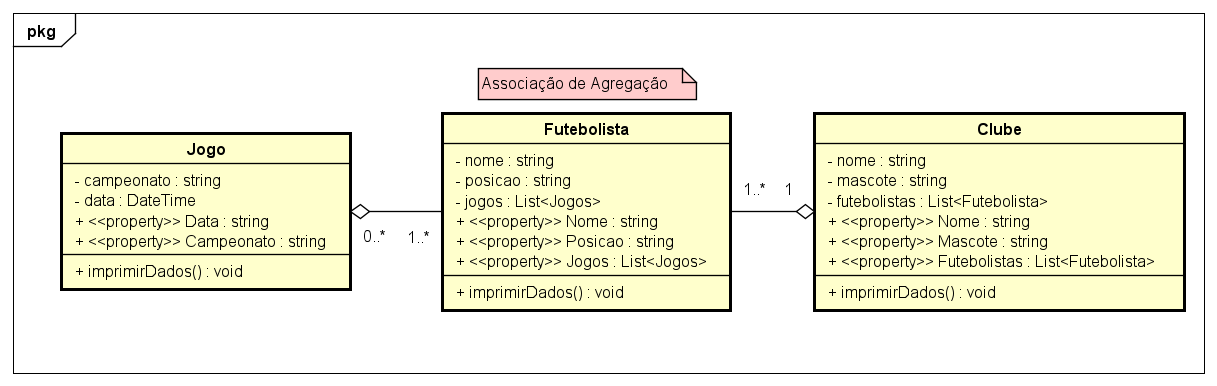 pkg
Associação de Agregação
Jogo
- campeonato : string
- data : DateTime
+ <<property>> Data : string
+ <<property>> Campeonato : string
+ imprimirDados() : void
0..*
1..*
Futebolista
- nome : string
- posicao : string
- jogos : List<Jogos>
+ <<property>> Nome : string
+ <<property>> Posicao : string
+ <<property>> Jogos : List<Jogos>
+ imprimirDados() : void
1..*
1
Clube
- nome : string
- mascote : string
- futebolistas : List<Futebolista>
+ <<property>> Nome : string
+ <<property>> Mascote : string
+ <<property>> Futebolistas : List<Futebolista>
+ imprimirDados() : void